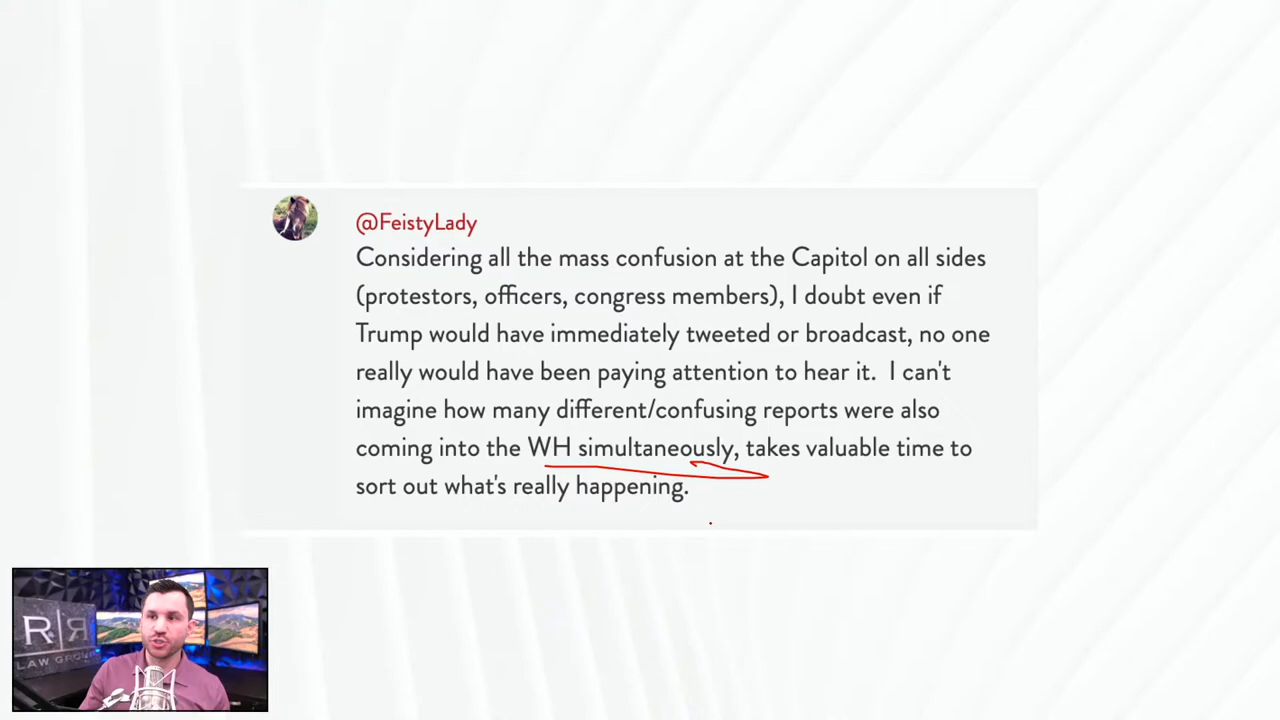 @FeistyLady
Considering all the mass confusion at the Capitol on all sides
(protestors, officers, congress members), I doubt even if
Trump would have immediately tweeted or broadcast, no one
really would have been paying attention to hear it.  I can't
imagine how many different/confusing reports were also
coming into the WH simultaneously, takes valuable time to
sort out what's really happening.
R|Я
LAW GROUP